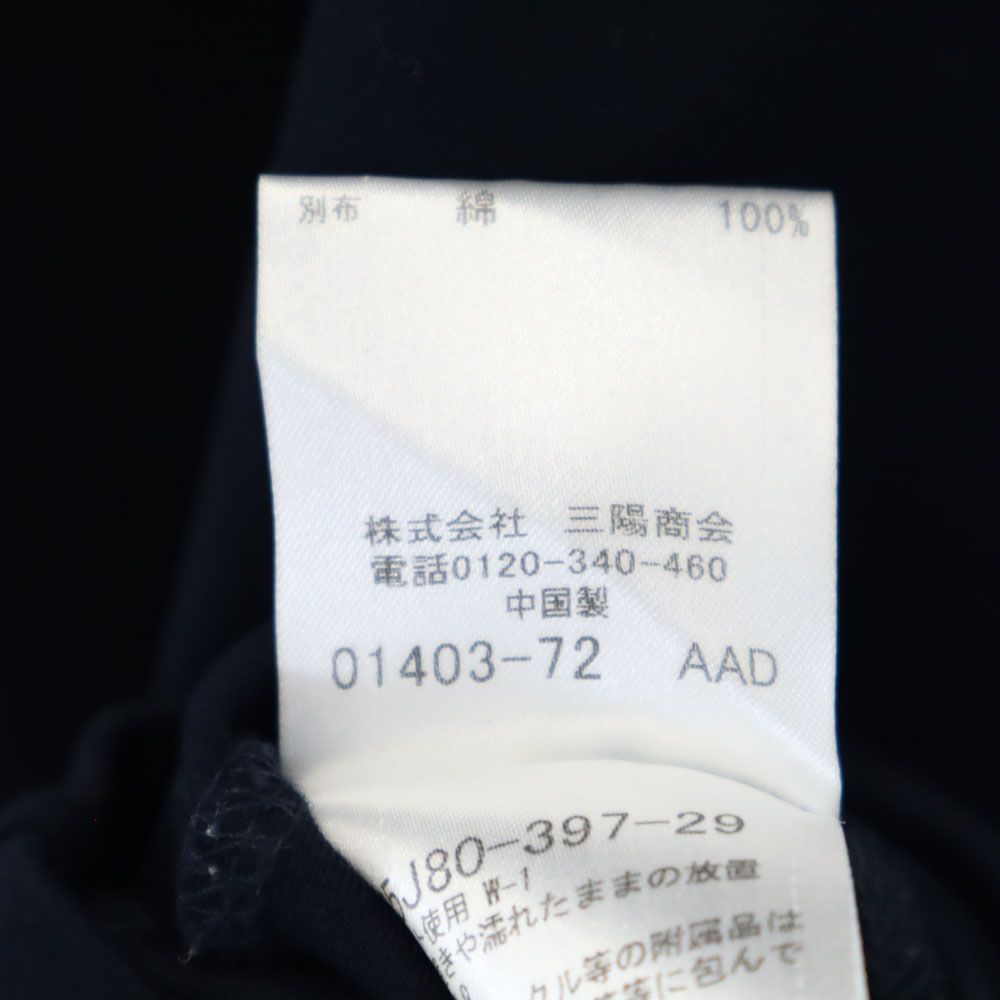 別布 綿 100%
株式会社 三陽商会
電話0120-340-460
中国製
01403-72 AAD
5J80-397-29
使用 W-1
きや濡れたままの放置
クル等の附属品は
等に包んで